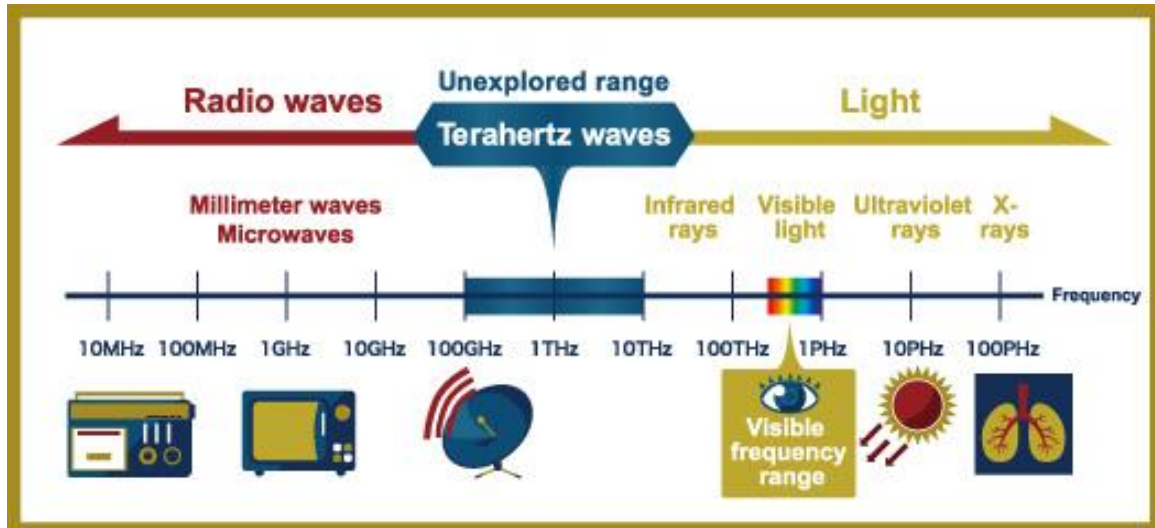 Unexplored range
Radio waves
Terahertz waves
Light
Millimeter waves
Microwaves
Infrared
rays
Visible
light
Ultraviolet
rays
X-
rays
Frequency
10MHz 100MHz 1GHz 10GHz 100GHz 1THz 10THz 100THz 1PHz 10PHz 100PHz
Visible
frequency
range